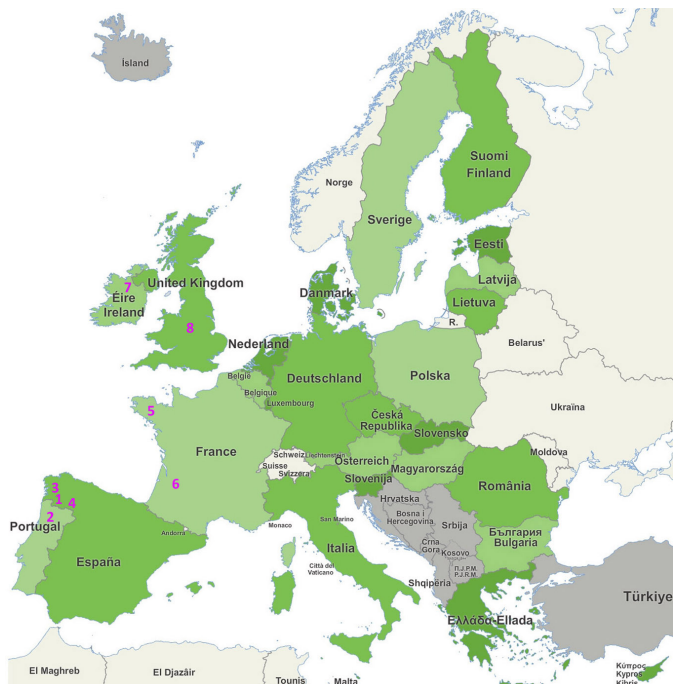 Ísland
Suomi
Finland
Norge
Sverige
Eesti
Latvija
7
United Kingdom
Danmark
Éire
Ireland
Lietuva
8
R.
Nederland
Belarus'
België
Deutschland
Polska
Belgique
Luxembourg
5
Česká
Republika
Ukraïna
Slovensko
France
Schweiz
Liechtenstein
Österreich
Moldova
Suisse
Svizzera
Magyarország
6
Slovenija
România
3
1
4
Hrvatska
2
Bosna i
Hercegovina
Srbija
Portugal
Monaco
San Marino
Andorra
България
Bulgaria
España
Italia
Crna
Gora
Kosovo
Città del
Vaticano
П.Ј.Р.М.
P.J.R.M.
Shqipëria
Türkiye
Ελλάδα-Ellada
El Maghreb
El Djazâir
Tounis
Malta
Κύπρος
Kypros
Kibris